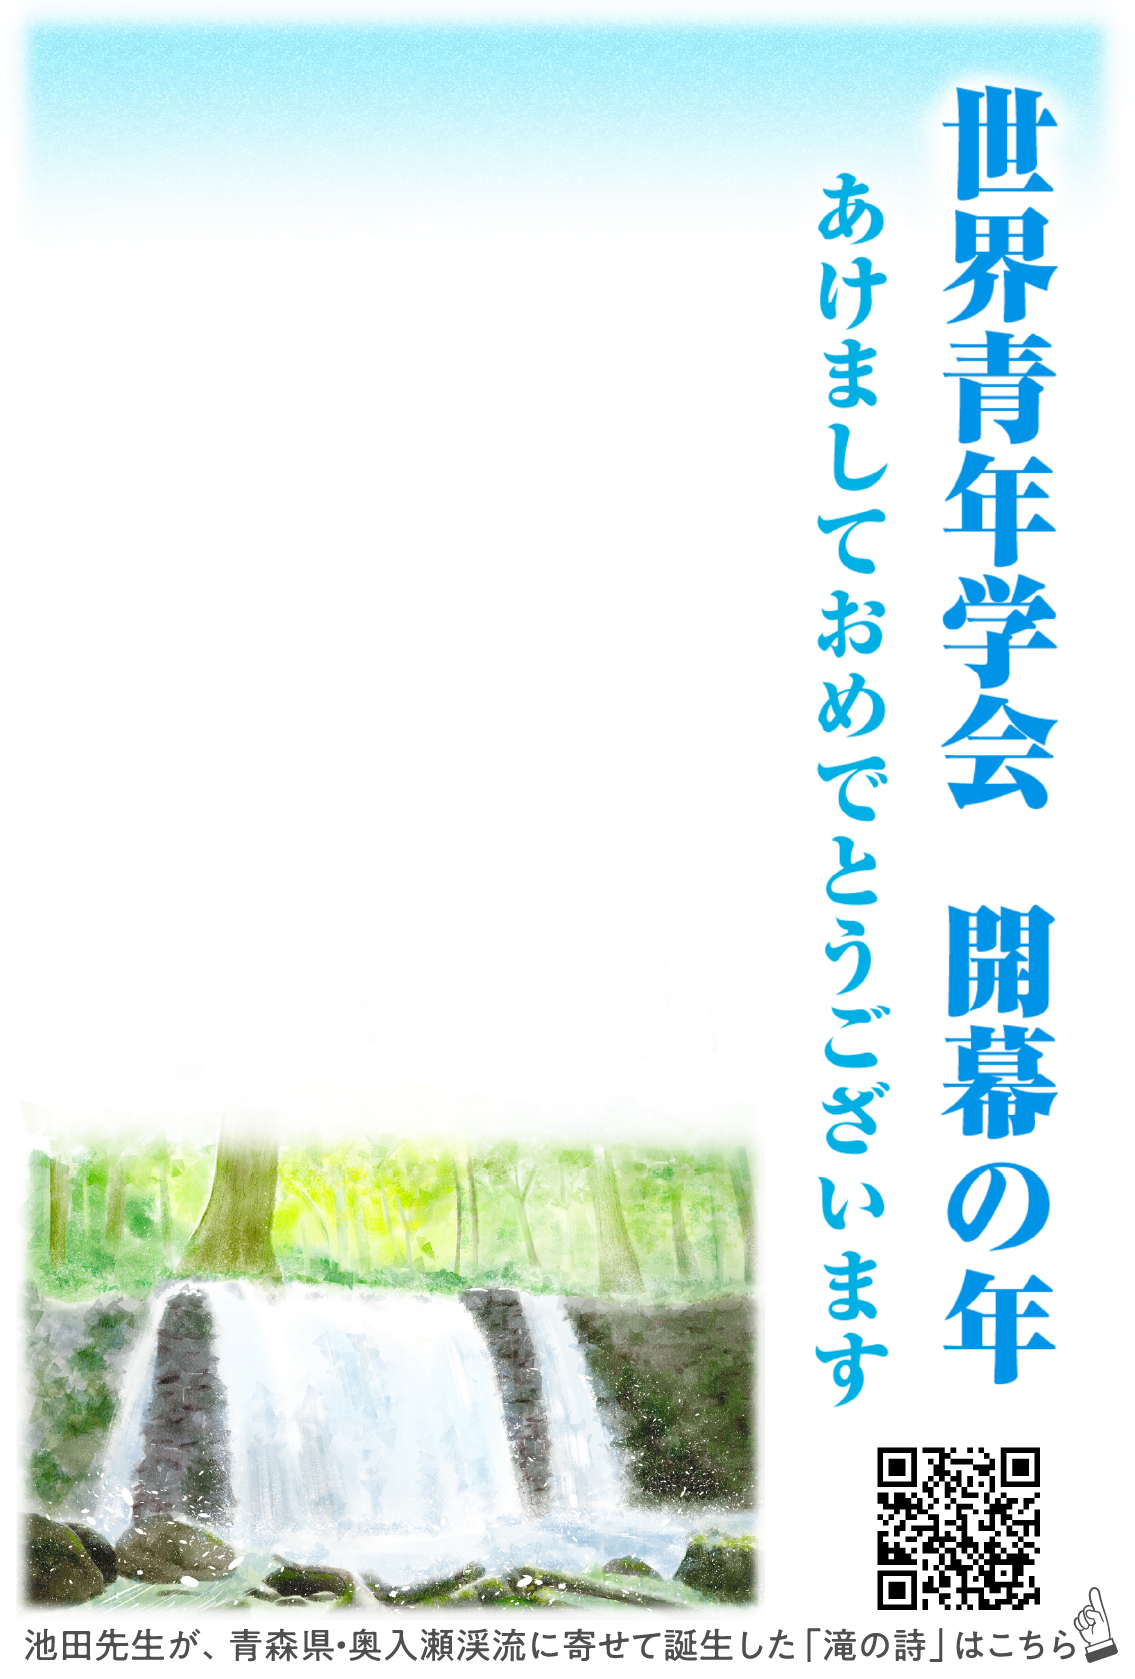 世界青年学会　開幕の年
あけましておめでとうございます
池田先生が、青森県・奥入瀬渓流に寄せて誕生した「滝の詩」はこちら